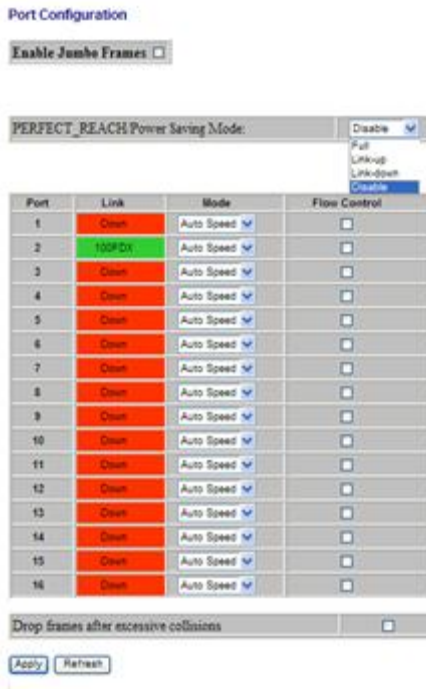 Port Configuration
Enable Jumbo Frames
PERFECT_REACH/Power Saving Mode: Disable
Full
Link-up
Link-down
Disable
Port Link Mode Flow Control
1 Down Auto Speed
2 100FDX Auto Speed
3 Down Auto Speed
4 Down Auto Speed
5 Down Auto Speed
6 Down Auto Speed
7 Down Auto Speed
8 Down Auto Speed
9 Down Auto Speed
10 Down Auto Speed
11 Down Auto Speed
12 Down Auto Speed
13 Down Auto Speed
14 Down Auto Speed
15 Down Auto Speed
16 Down Auto Speed
Drop frames after excessive collisions
Apply Refresh